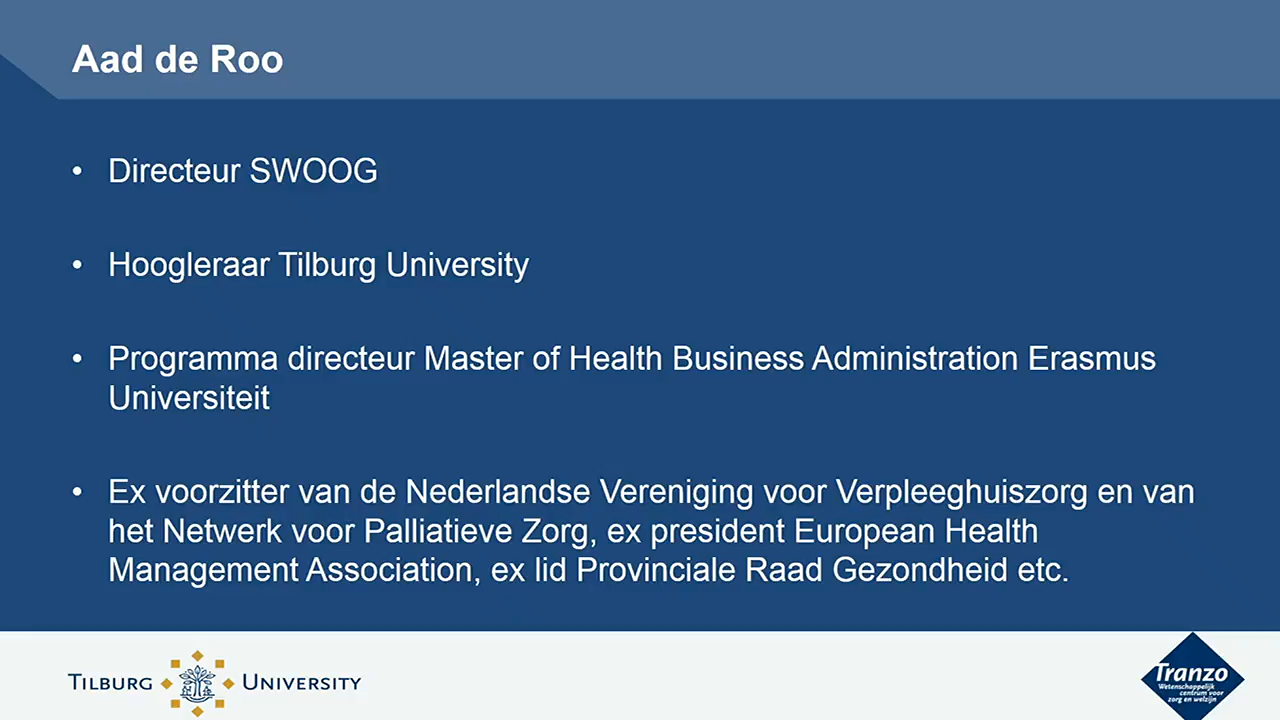 Aad de Roo
• Directeur SWOOG
• Hoogleraar Tilburg University
• Programma directeur Master of Health Business Administration Erasmus
Universiteit
• Ex voorzitter van de Nederlandse Vereniging voor Verpleeghuiszorg en van
het Netwerk voor Palliatieve Zorg, ex president European Health
Management Association, ex lid Provinciale Raad Gezondheid etc.
TILBURG UNIVERSITY
Tranzo
Wetenschappelijk
centrum voor
zorg en welzijn